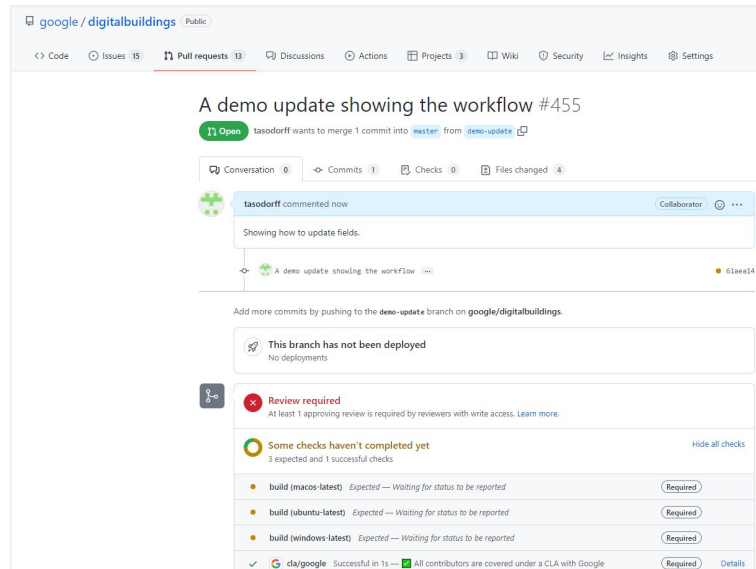 google / digitalbuildings Public
Code Issues 15 Pull requests 13 Discussions Actions Projects 3 Wiki Security Insights Settings
A demo update showing the workflow #455
Open tasodorff wants to merge 1 commit into master from demo-update
Conversation 0 Commits 1 Checks 0 Files changed 4
tasodorff commented now Collaborator ...
Showing how to update fields.
A demo update showing the workflow ... 61aea14
Add more commits by pushing to the demo-update branch on google/digitalbuildings.
This branch has not been deployed
No deployments
Review required
At least 1 approving review is required by reviewers with write access. Learn more.
Some checks haven't completed yet Hide all checks
3 expected and 1 successful checks
build (macos-latest) Expected — Waiting for status to be reported Required
build (ubuntu-latest) Expected — Waiting for status to be reported Required
build (windows-latest) Expected — Waiting for status to be reported Required
cla/google Successful in 1s — ✅ All contributors are covered under a CLA with Google Required Details